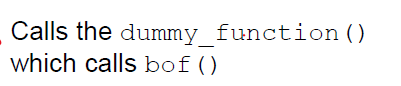 Calls the dummy_function()
which calls bof()